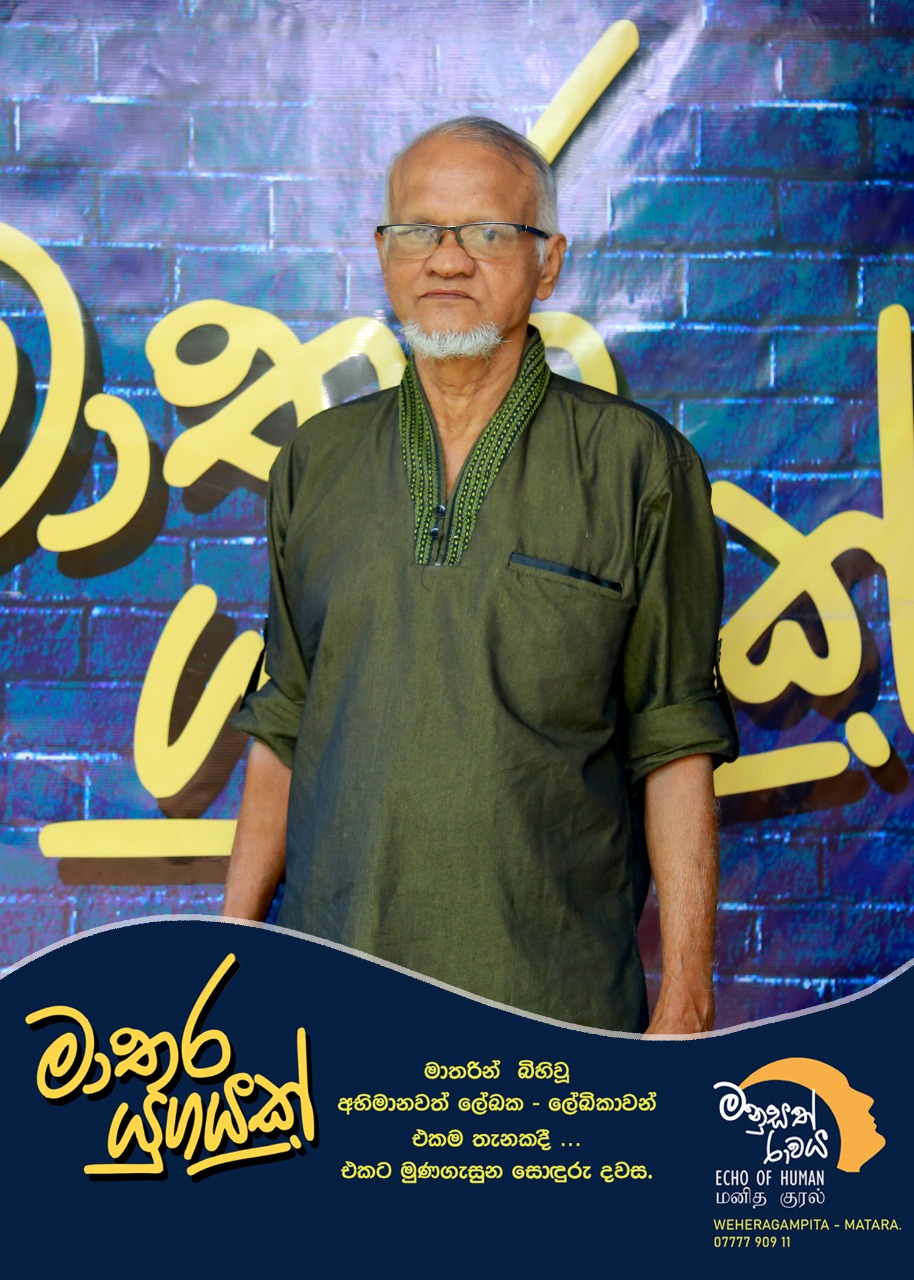 මාතර
යුගයක්
මාතරින් බිහිවූ
අභිමානවත් ලේඛක - ලේඛිකාවන්
එකම තැනකදී ...
එකට මුණගැසුන සොඳුරු දවස.
මනුසත්
රාවය
ECHO OF HUMAN
மனித குரல்
WEHERAGAMPITA - MATARA.
07777 909 11